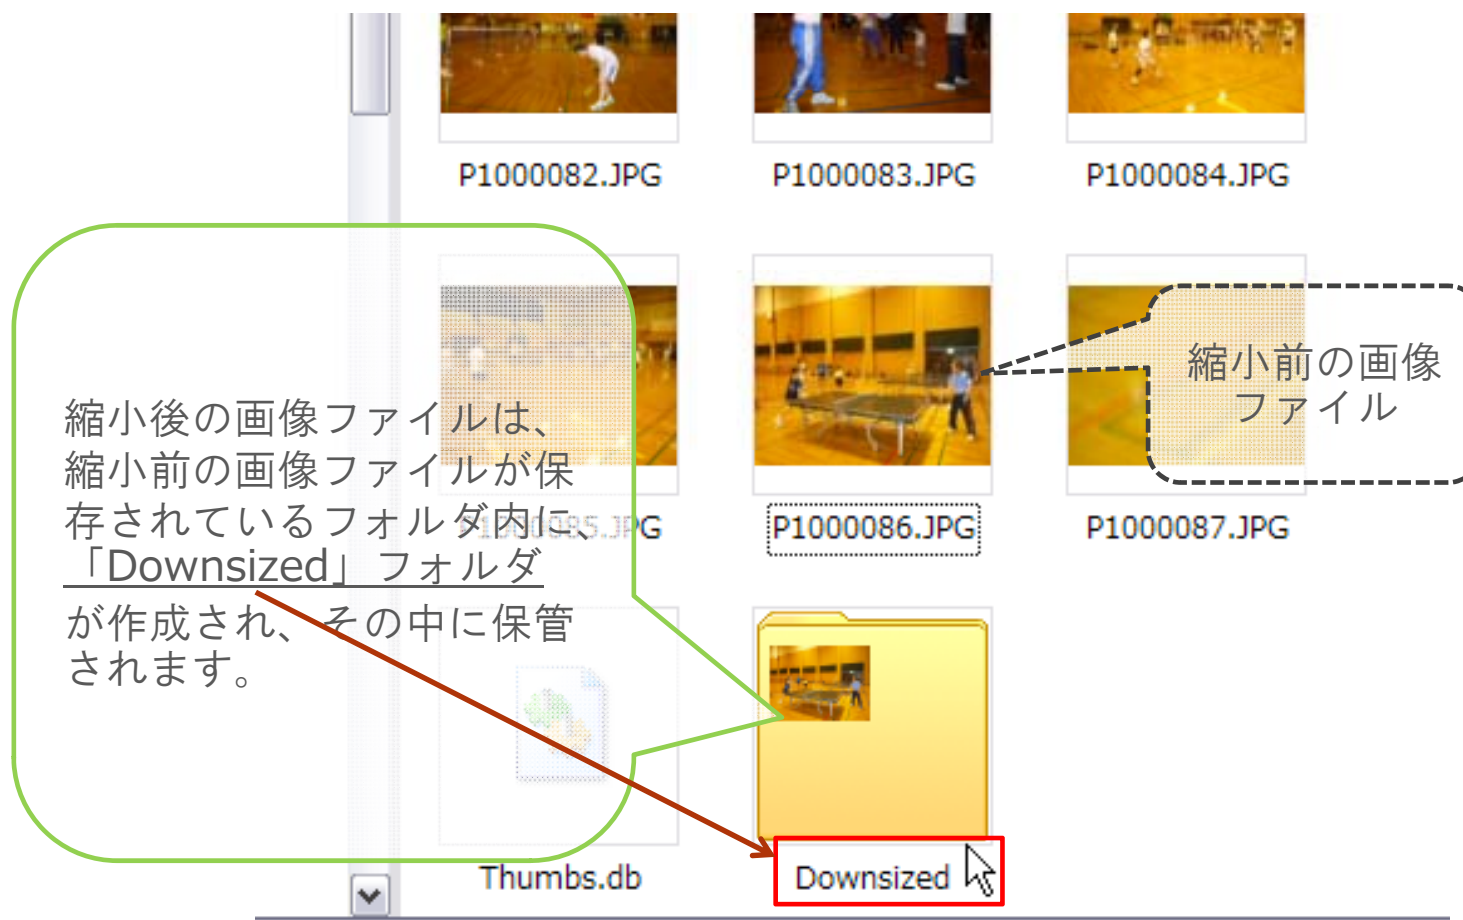 P1000082.JPG
P1000083.JPG
P1000084.JPG
縮小後の画像ファイルは、
縮小前の画像ファイルが保
存されているフォルダ内に、
「Downsized」フォルダ
が作成され、その中に保管
されます。
縮小前の画像
ファイル
P1000085.JPG
P1000086.JPG
P1000087.JPG
Thumbs.db
Downsized